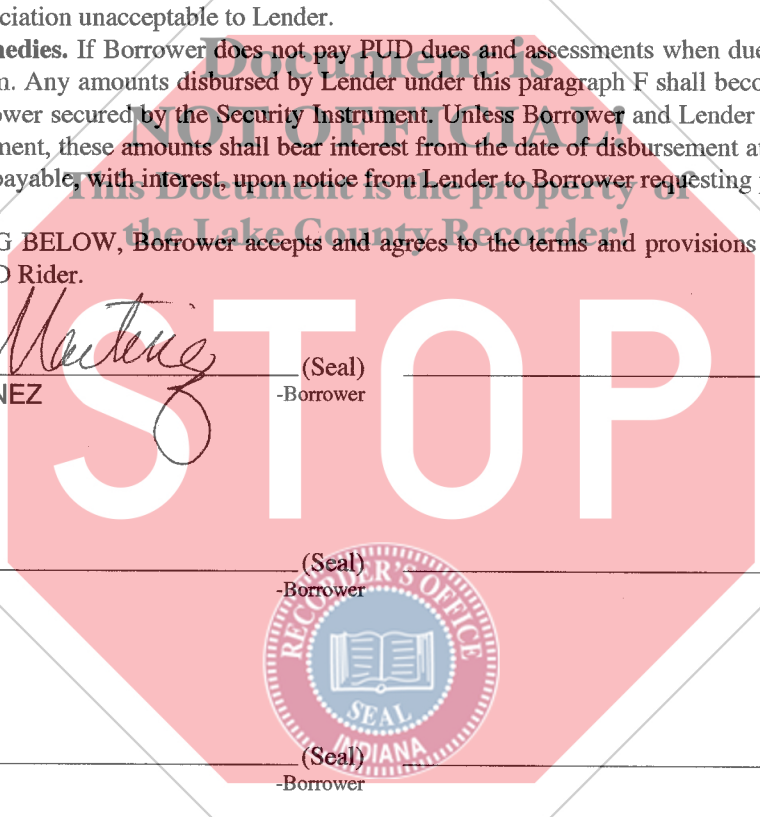 ciation unacceptable to Lender.
nedies. If Borrower does not pay PUD dues and assessments when due
n. Any amounts disbursed by Lender under this paragraph F shall beco
ower secured by the Security Instrument. Unless Borrower and Lender
ment, these amounts shall bear interest from the date of disbursement a
payable, with interest, upon notice from Lender to Borrower requesting
Document is
NOT OFFICIAL!
This Document is the property of
the Lake County Recorder!
G BELOW, Borrower accepts and agrees to the terms and provisions
D Rider.
STOP
Martinez
(Seal)
NEZ
-Borrower
(Seal)
-Borrower
RECORDER'S OFFICE
SEAL
INDIANA
(Seal)
-Borrower